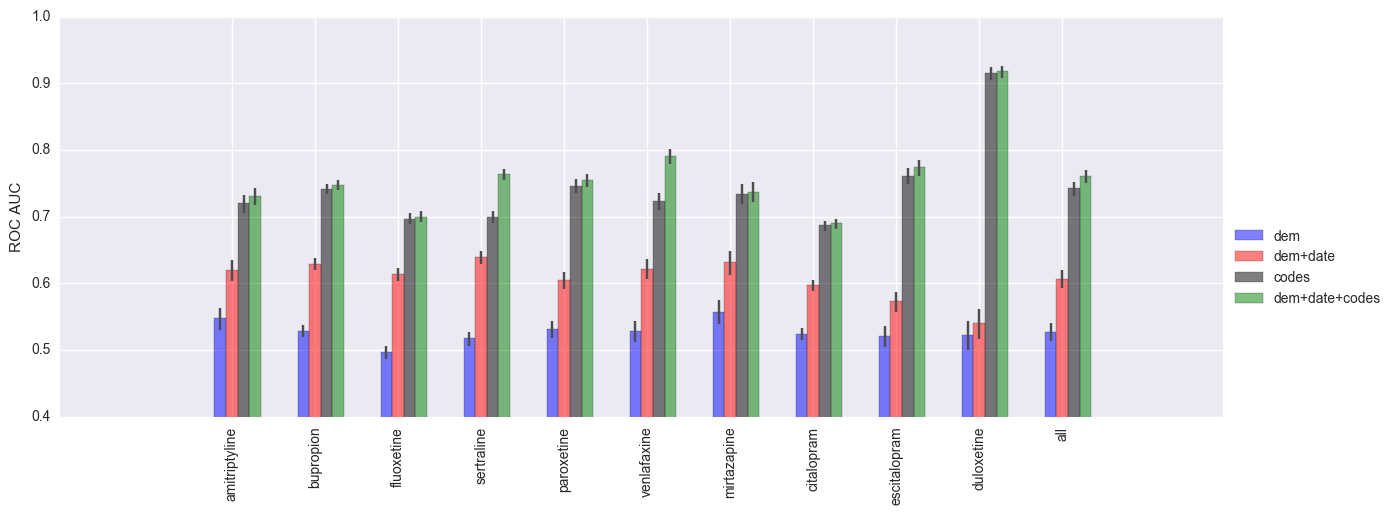 1.0
0.9
0.8
0.7
0.6
0.5
0.4
ROC AUC
amitriptyline
bupropion
fluoxetine
sertraline
paroxetine
venlafaxine
mirtazapine
citalopram
escitalopram
duloxetine
all
dem
dem+date
codes
dem+date+codes